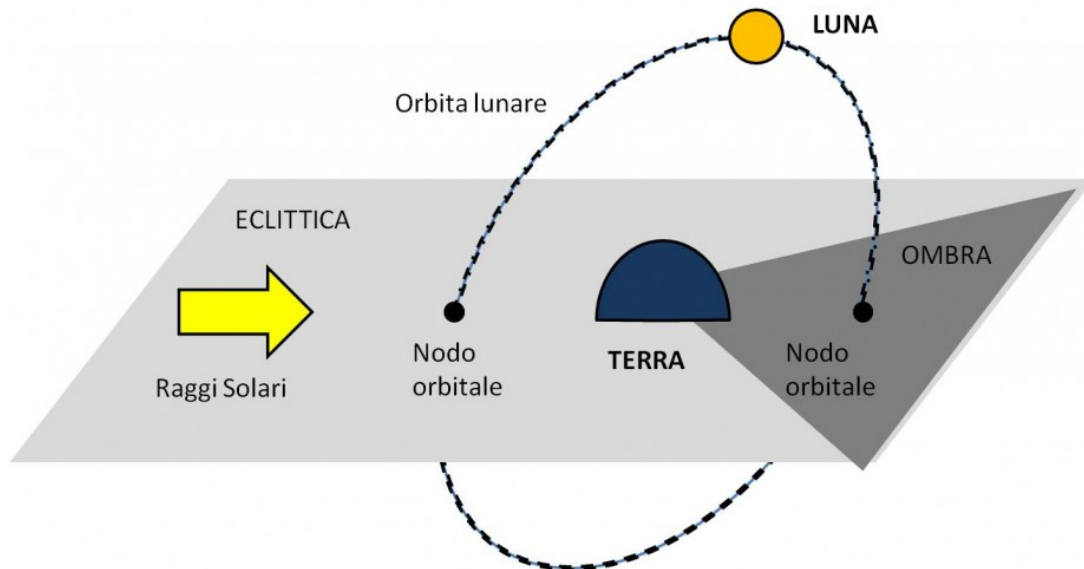 LUNA
Orbita lunare
ECLITTICA
OMBRA
Nodo
orbitale
TERRA
Nodo
orbitale
Raggi Solari